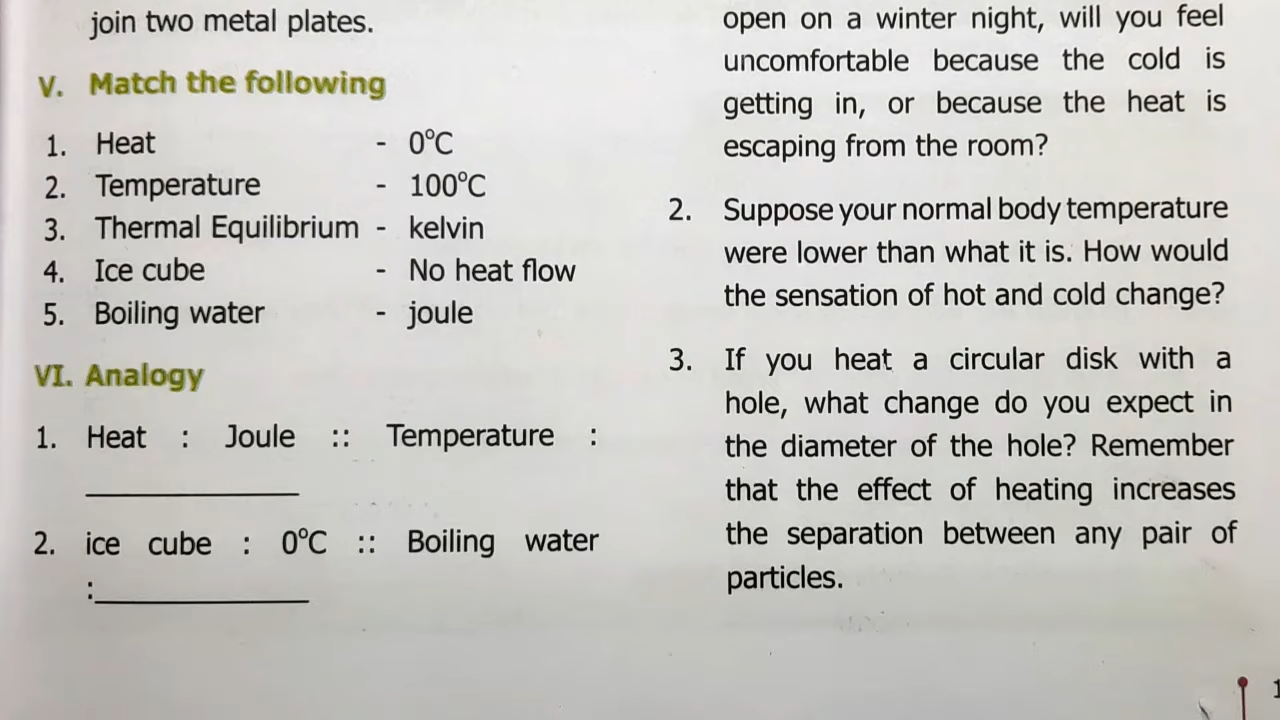 join two metal plates.
V. Match the following
1. Heat - 0°C
2. Temperature - 100°C
3. Thermal Equilibrium - kelvin
4. Ice cube - No heat flow
5. Boiling water - joule
VI. Analogy
1. Heat : Joule :: Temperature :
______________
2. ice cube : 0°C :: Boiling water
:______________
open on a winter night, will you feel
uncomfortable because the cold is
getting in, or because the heat is
escaping from the room?
2. Suppose your normal body temperature
were lower than what it is. How would
the sensation of hot and cold change?
3. If you heat a circular disk with a
hole, what change do you expect in
the diameter of the hole? Remember
that the effect of heating increases
the separation between any pair of
particles.